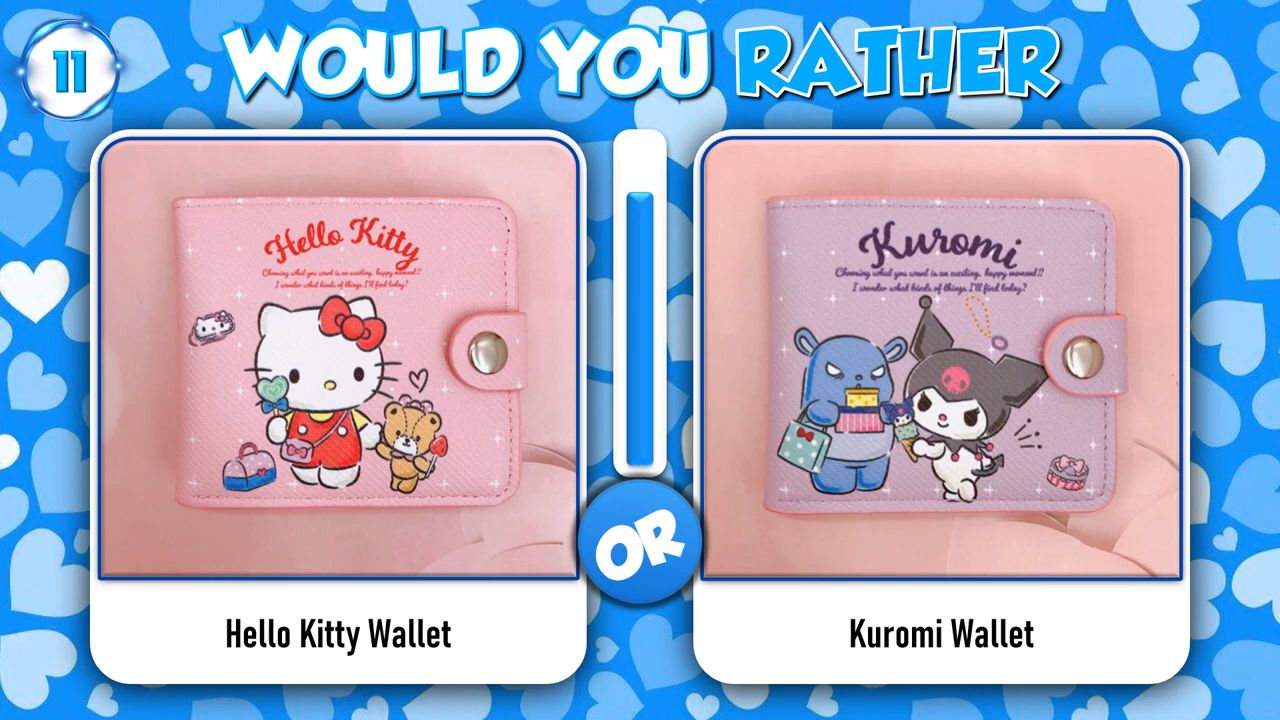 11
WOULD YOU RATHER
Hello Kitty
Choosing what you want is an exciting, happy moment!!
I wonder what kinds of things I'll find today?
Kuromi
Choosing what you want is an exciting, happy moment!!
I wonder what kinds of things I'll find today?
OR
Hello Kitty Wallet
Kuromi Wallet